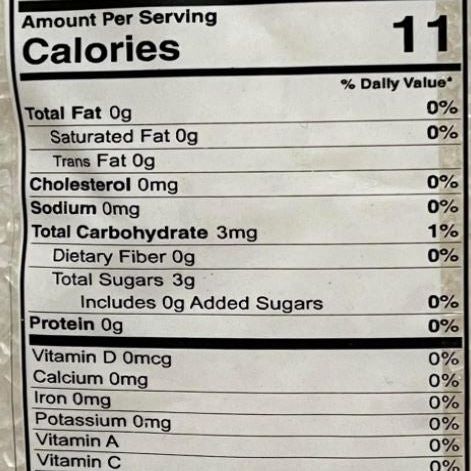 Amount Per Serving
Calories 11
% Daily Value*
Total Fat 0g 0%
Saturated Fat 0g 0%
Trans Fat 0g
Cholesterol 0mg 0%
Sodium 0mg 0%
Total Carbohydrate 3mg 1%
Dietary Fiber 0g 0%
Total Sugars 3g
Includes 0g Added Sugars 0%
Protein 0g 0%
Vitamin D 0mcg 0%
Calcium 0mg 0%
Iron 0mg 0%
Potassium 0mg 0%
Vitamin A 0%
Vitamin C 0%